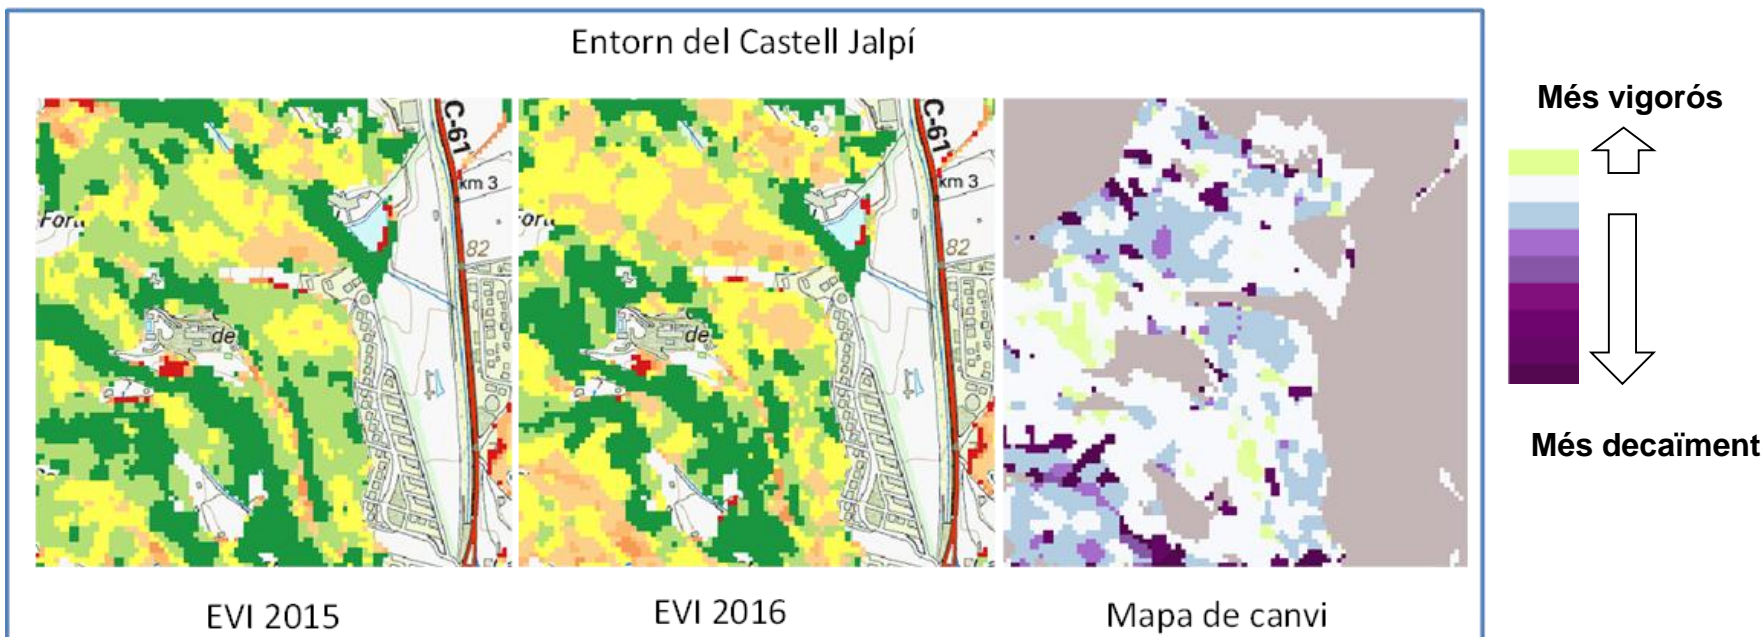 Entorn del Castell Jalpí
Més vigorós
C-61
C-61
km 3
km 3
82
82
de
de
Més decaïment
EVI 2015
EVI 2016
Mapa de canvi